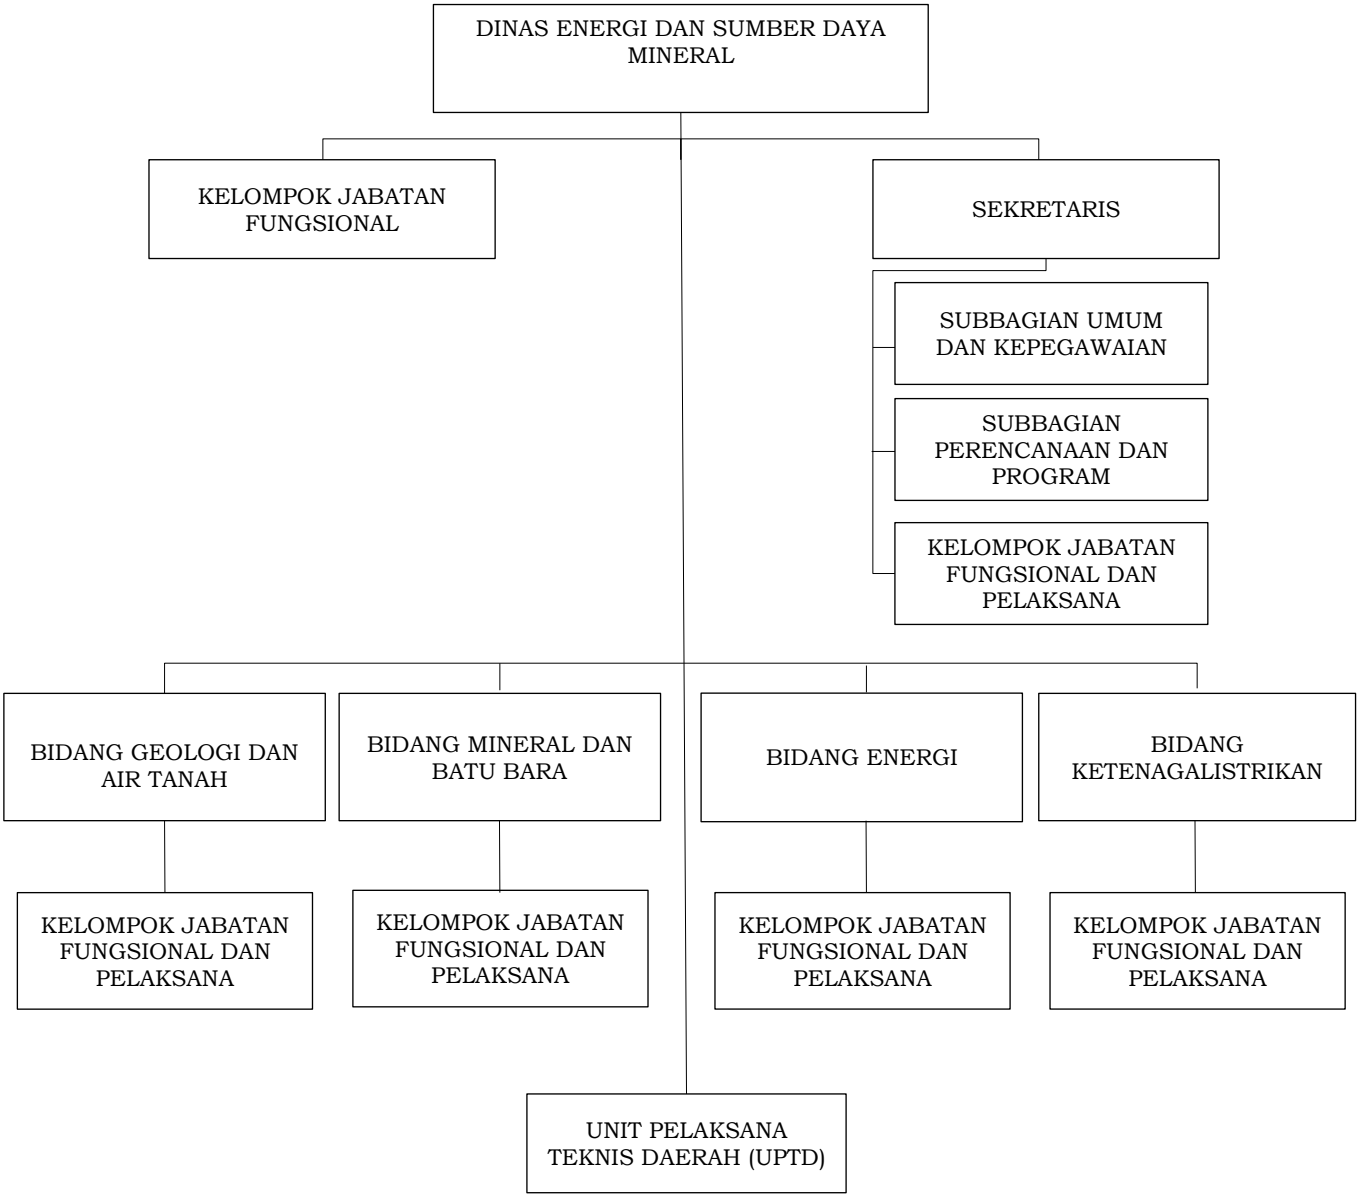 DINAS ENERGI DAN SUMBER DAYA
MINERAL
KELOMPOK JABATAN
FUNGSIONAL
SEKRETARIS
SUBBAGIAN UMUM
DAN KEPEGAWAIAN
SUBBAGIAN
PERENCANAAN DAN
PROGRAM
KELOMPOK JABATAN
FUNGSIONAL DAN
PELAKSANA
BIDANG GEOLOGI DAN
AIR TANAH
BIDANG MINERAL DAN
BATU BARA
BIDANG ENERGI
BIDANG
KETENAGALISTRIKAN
KELOMPOK JABATAN
FUNGSIONAL DAN
PELAKSANA
KELOMPOK JABATAN
FUNGSIONAL DAN
PELAKSANA
KELOMPOK JABATAN
FUNGSIONAL DAN
PELAKSANA
KELOMPOK JABATAN
FUNGSIONAL DAN
PELAKSANA
UNIT PELAKSANA
TEKNIS DAERAH (UPTD)